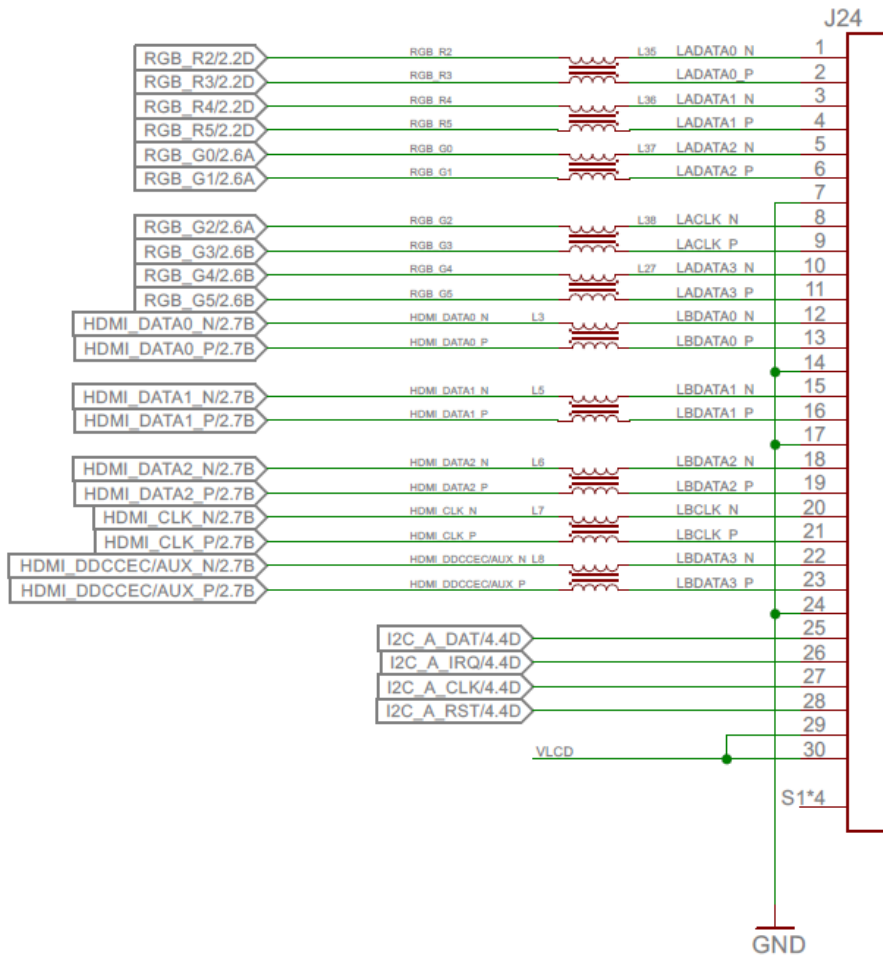 J24
RGB_R2/2.2D RGB_R2 L35 LADATA0_N 1
RGB_R3/2.2D RGB_R3 LADATA0_P 2
RGB_R4/2.2D RGB_R4 L36 LADATA1_N 3
RGB_R5/2.2D RGB_R5 LADATA1_P 4
RGB_G0/2.6A RGB_G0 L37 LADATA2_N 5
RGB_G1/2.6A RGB_G1 LADATA2_P 6
7
RGB_G2/2.6A RGB_G2 L38 LACLK_N 8
RGB_G3/2.6B RGB_G3 LACLK_P 9
RGB_G4/2.6B RGB_G4 L27 LADATA3_N 10
RGB_G5/2.6B RGB_G5 LADATA3_P 11
HDMI_DATA0_N/2.7B HDMI_DATA0_N L3 LBDATA0_N 12
HDMI_DATA0_P/2.7B HDMI_DATA0_P LBDATA0_P 13
14
HDMI_DATA1_N/2.7B HDMI_DATA1_N L5 LBDATA1_N 15
HDMI_DATA1_P/2.7B HDMI_DATA1_P LBDATA1_P 16
17
HDMI_DATA2_N/2.7B HDMI_DATA2_N L6 LBDATA2_N 18
HDMI_DATA2_P/2.7B HDMI_DATA2_P LBDATA2_P 19
HDMI_CLK_N/2.7B HDMI_CLK_N L7 LBCLK_N 20
HDMI_CLK_P/2.7B HDMI_CLK_P LBCLK_P 21
HDMI_DDCCEC/AUX_N/2.7B HDMI_DDCCEC/AUX_N L8 LBDATA3_N 22
HDMI_DDCCEC/AUX_P/2.7B HDMI_DDCCEC/AUX_P LBDATA3_P 23
24
I2C_A_DAT/4.4D 25
I2C_A_IRQ/4.4D 26
I2C_A_CLK/4.4D 27
I2C_A_RST/4.4D 28
29
VLCD 30
S1*4
GND